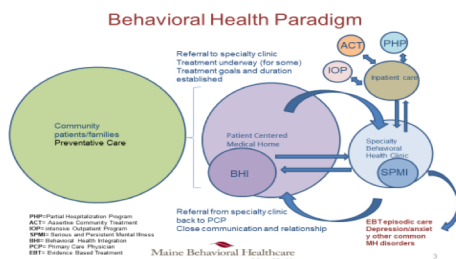 Behavioral Health Paradigm
Referral to specialty clinic
Treatment underway (for some)
Treatment goals and duration
established
ACT
PHP
IOP
Inpatient care
Community
patients/families
Preventative Care
Patient Centered
Medical Home
BHI
Specialty
Behavioral
Health Clinic
SPMI
Referral from specialty clinic
back to PCP
Close communication and relationship
EBT episodic care
Depression/anxiet
y other common
MH disorders
PHP=Partial Hospitalization Program
ACT= Assertive Community Treatment
IOP=Intensive Outpatient Program
SPMI=Serious and Persistent Mental Illness
BHI= Behavioral Health Integration
PCP= Primary Care Physician
EBT= Evidence Based Treatment
Maine Behavioral Healthcare
3